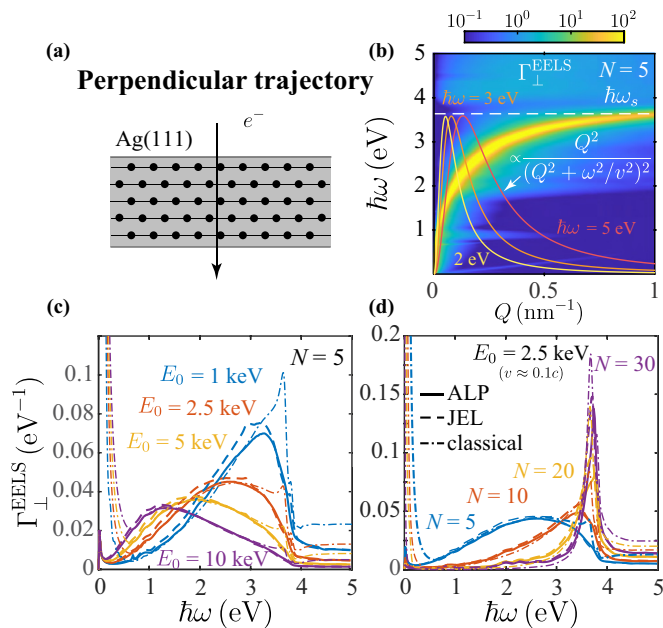 (a)
Perpendicular trajectory
e⁻
Ag(111)
10⁻¹ 10⁰ 10¹ 10²
(b)
Γ⊥^EELS N = 5
ħω = 3 eV ħωₛ
∝ Q² / (Q² + ω²/v²)²
ħω = 5 eV
2 eV
5
4
3
2
1
ħω (eV)
0 0.5 1
Q (nm⁻¹)
(c)
E₀ = 1 keV N = 5
E₀ = 2.5 keV
E₀ = 5 keV
E₀ = 10 keV
0.1
0.08
0.06
0.04
0.02
0
Γ⊥^EELS (eV⁻¹)
0 1 2 3 4 5
ħω (eV)
(d)
E₀ = 2.5 keV N = 30
(v ≈ 0.1c)
ALP
JEL
classical
N = 20
N = 10
N = 5
0.2
0.15
0.1
0.05
0
0 1 2 3 4 5
ħω (eV)